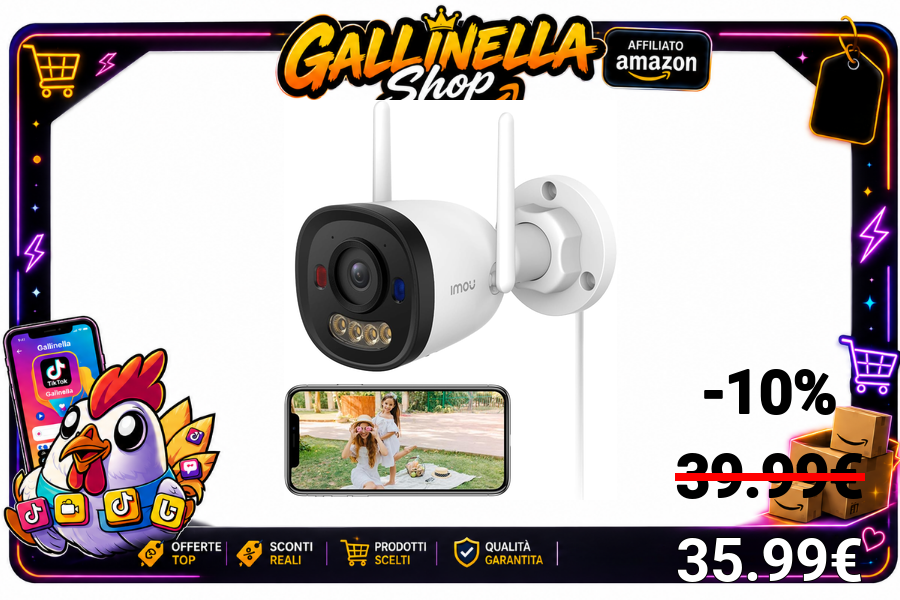 GALLINELLA
Shop
AFFILIATO
amazon
imou
Gallinella
TikTok
Gallinella
-10%
39.99€
35.99€
OFFERTE
TOP
SCONTI
REALI
PRODOTTI
SCELTI
QUALITÀ
GARANTITA